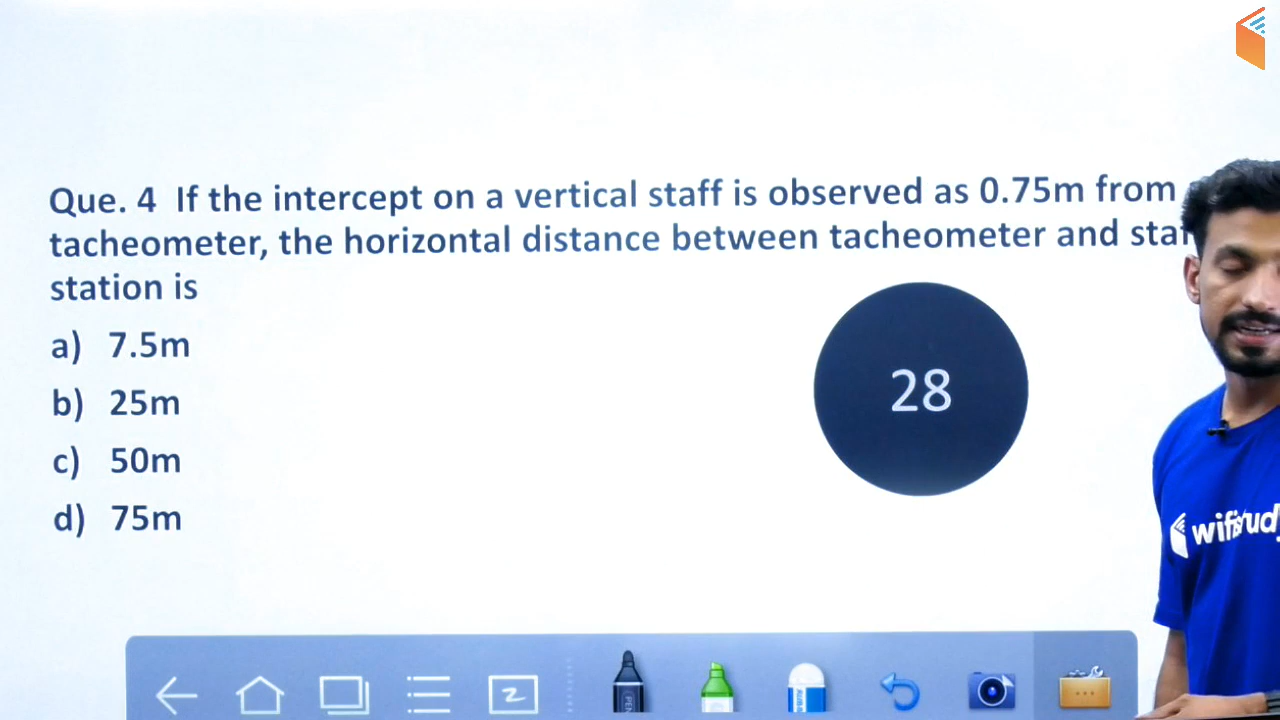 Que. 4 If the intercept on a vertical staff is observed as 0.75m from
tacheometer, the horizontal distance between tacheometer and
station is
a) 7.5m
b) 25m
c) 50m
d) 75m
28
PEN